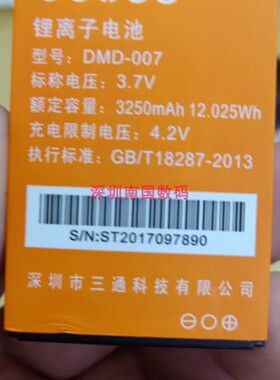 锂离子电池
型号: DMD-007
标称电压: 3.7V
额定容量: 3250mAh 12.025Wh
充电限制电压: 4.2V
执行标准: GB/T18287-2013
深圳南国数码
S/N:ST2017097890
深圳市三通科技有限公司